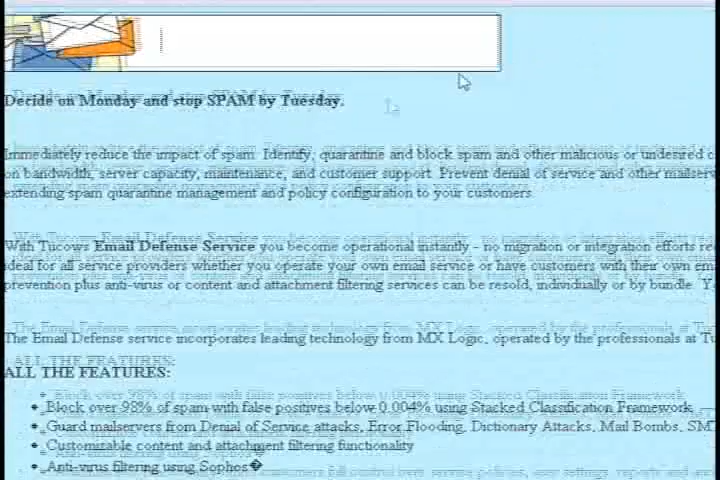 Decide on Monday and stop SPAM by Tuesday.
Immediately reduce the impact of spam. Identify, quarantine and block spam and other malicious or undesired
on bandwidth, server capacity, maintenance, and customer support. Prevent denial of service and other mailserv
extending spam quarantine management and policy configuration to your customers.
With Tucows Email Defense Service you become operational instantly - no migration or integration efforts re
ideal for all service providers whether you operate your own email service or have customers with their own em
prevention plus anti-virus or content and attachment filtering services can be resold, individually or by bundle. Y
The Email Defense service incorporates leading technology from MX Logic, operated by the professionals at Tu
ALL THE FEATURES:
• Block over 98% of spam with false positives below 0.004% using Stacked Classification Framework
• Guard mailservers from Denial of Service attacks, Error Flooding, Dictionary Attacks, Mail Bombs, SMT
• Customizable content and attachment filtering functionality
• Anti-virus filtering using Sophos�